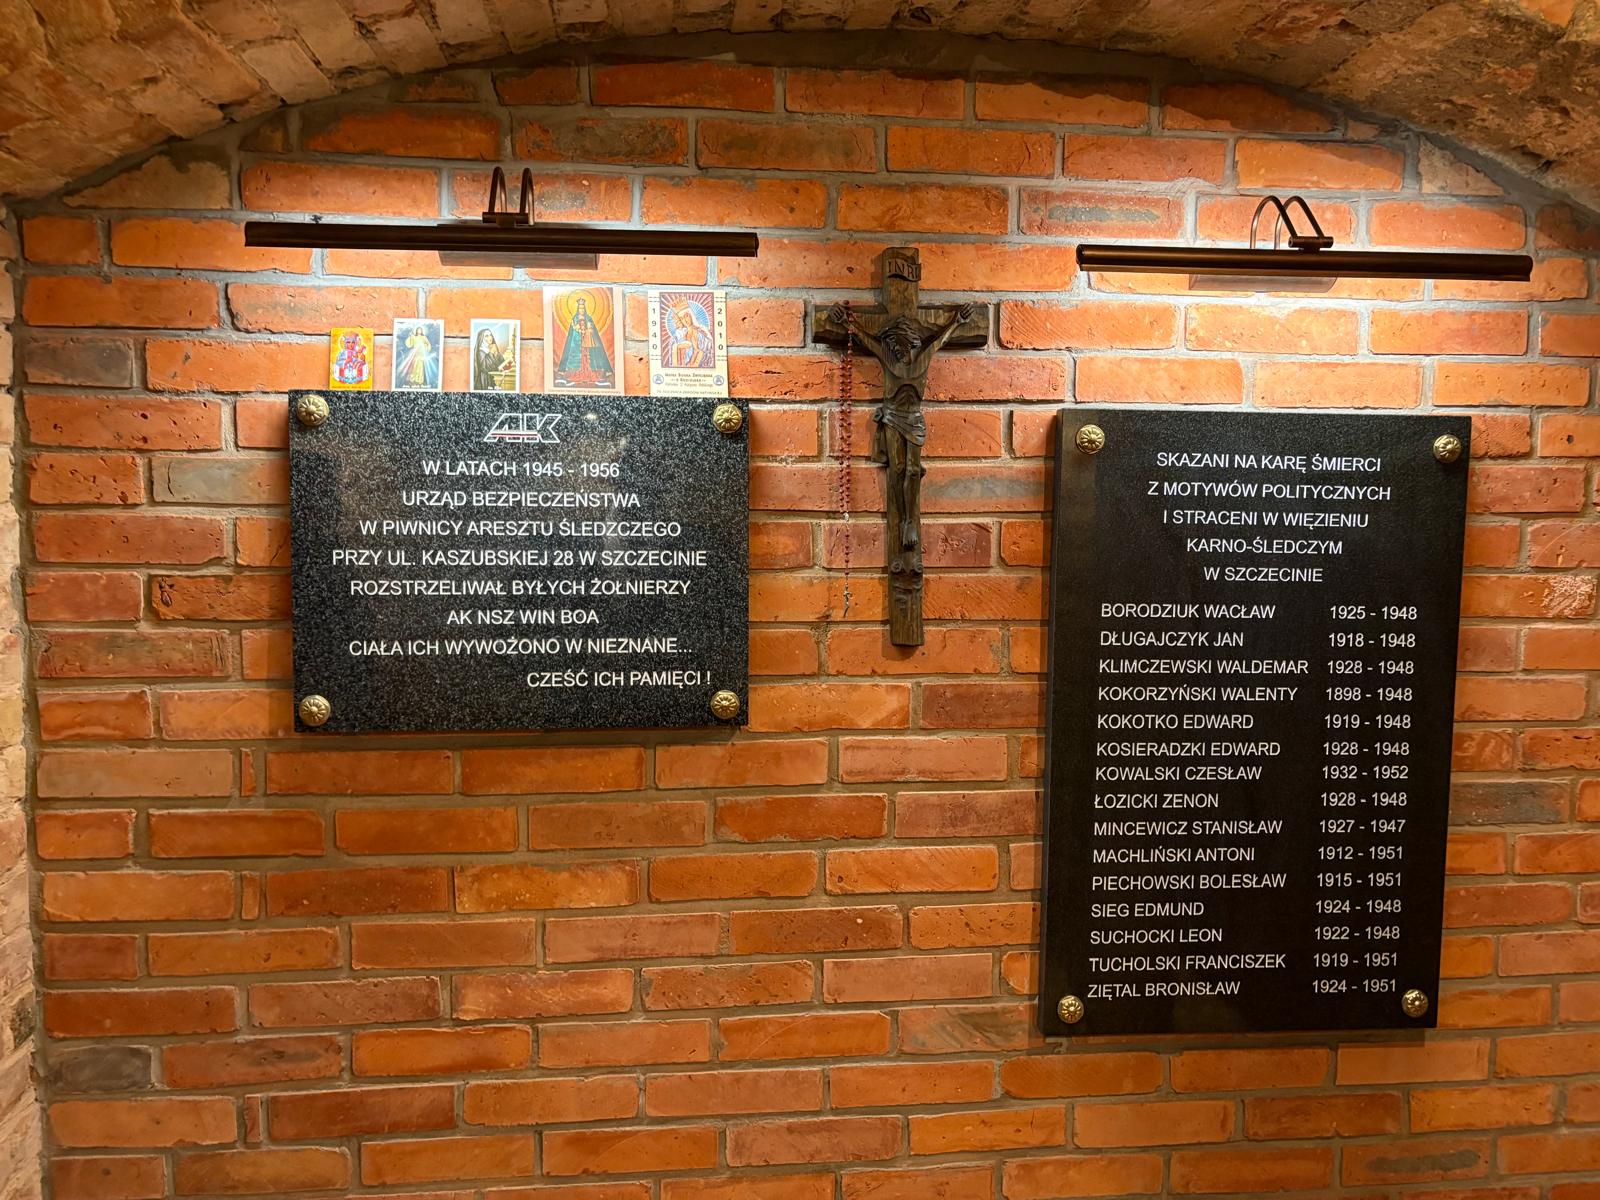 1940
2010
AK
W LATACH 1945 - 1956
URZĄD BEZPIECZEŃSTWA
W PIWNICY ARESZTU ŚLEDZCZEGO
PRZY UL. KASZUBSKIEJ 28 W SZCZECINIE
ROZSTRZELIWAŁ BYŁYCH ŻOŁNIERZY
AK NSZ WIN BOA
CIAŁA ICH WYWOŻONO W NIEZNANE...
CZEŚĆ ICH PAMIĘCI !
INRI
SKAZANI NA KARĘ ŚMIERCI
Z MOTYWÓW POLITYCZNYCH
I STRACENI W WIĘZIENIU
KARNO-ŚLEDCZYM
W SZCZECINIE
BORODZIUK WACŁAW 1925 - 1948
DŁUGAJCZYK JAN 1918 - 1948
KLIMCZEWSKI WALDEMAR 1928 - 1948
KOKORZYŃSKI WALENTY 1898 - 1948
KOKOTKO EDWARD 1919 - 1948
KOSIERADZKI EDWARD 1928 - 1948
KOWALSKI CZESŁAW 1932 - 1952
ŁOZICKI ZENON 1928 - 1948
MINCEWICZ STANISŁAW 1927 - 1947
MACHLIŃSKI ANTONI 1912 - 1951
PIECHOWSKI BOLESŁAW 1915 - 1951
SIEG EDMUND 1924 - 1948
SUCHOCKI LEON 1922 - 1948
TUCHOLSKI FRANCISZEK 1919 - 1951
ZIĘTAL BRONISŁAW 1924 - 1951